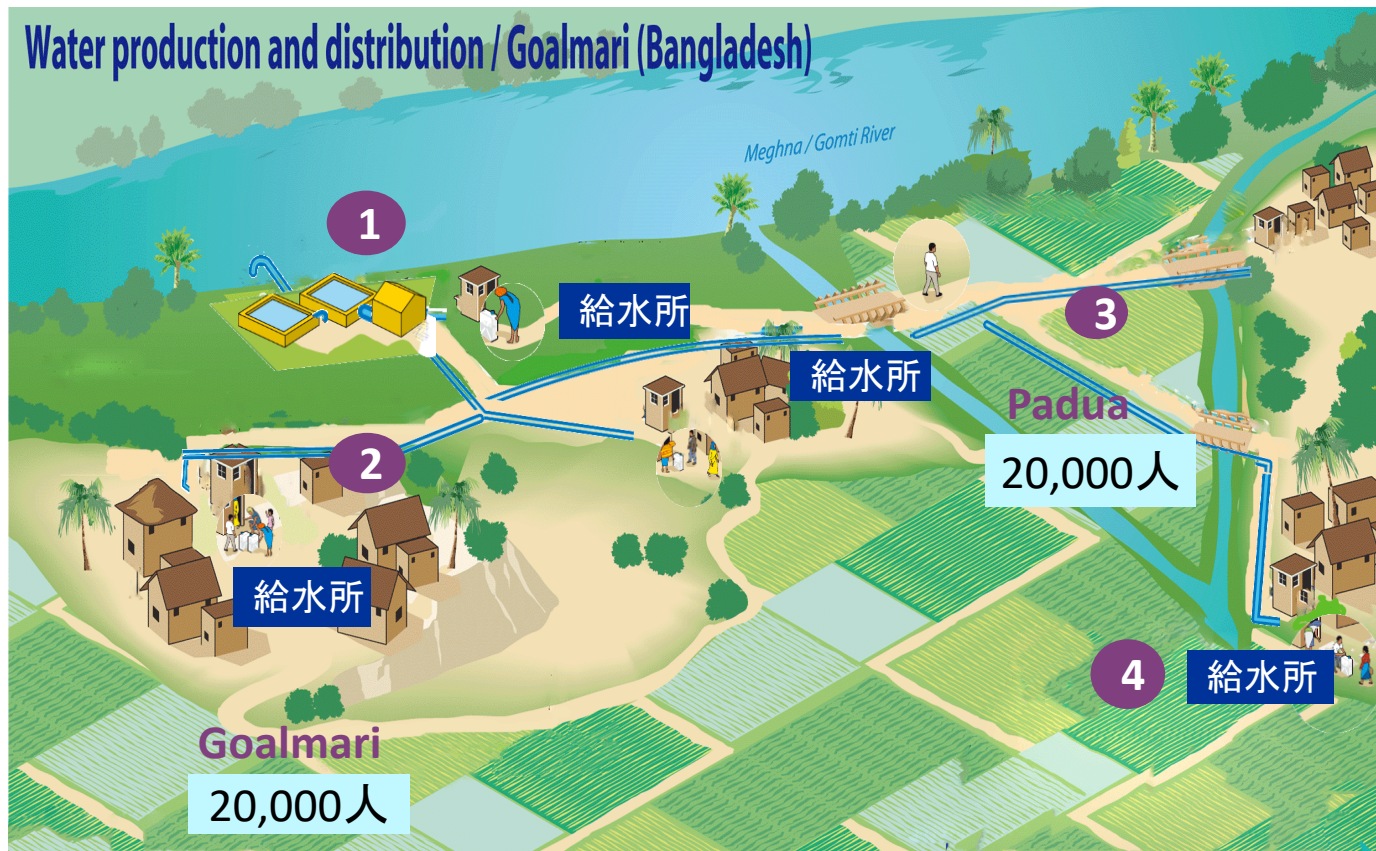 Water production and distribution / Goalmari (Bangladesh)
Meghna / Gomti River
1
給水所
3
給水所
Padua
20,000人
2
給水所
4
給水所
Goalmari
20,000人